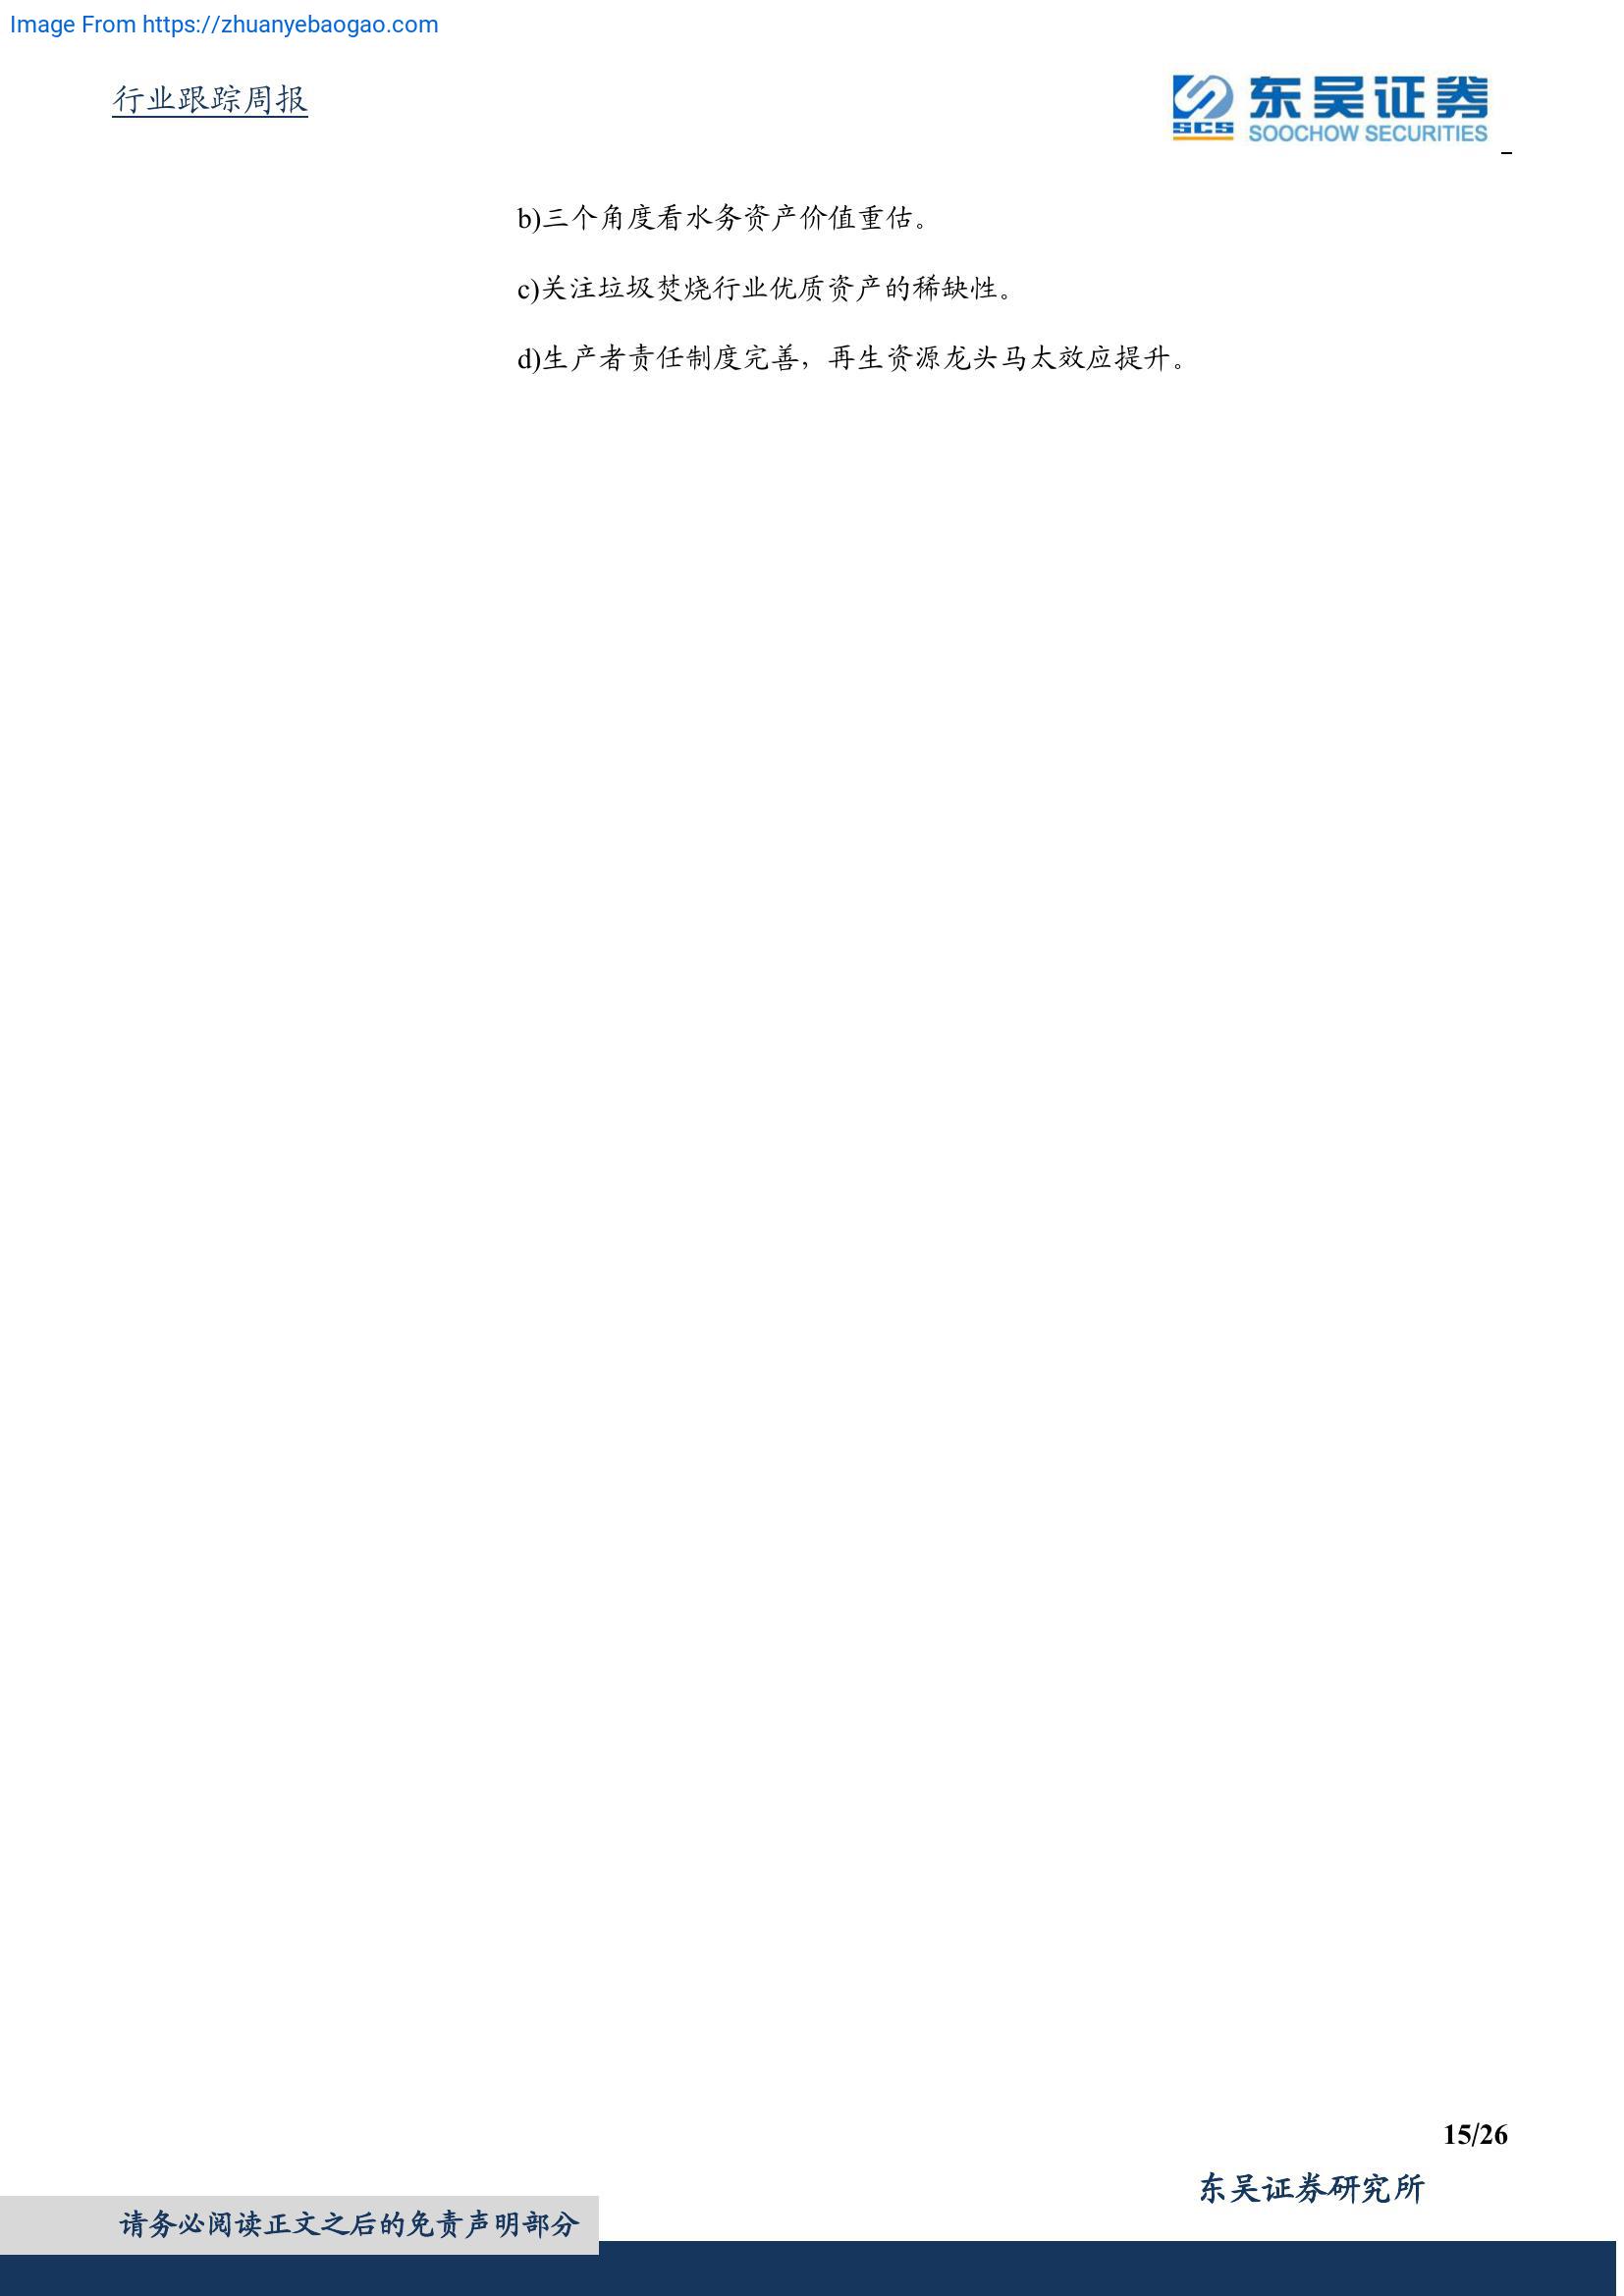 Image From https://zhuanyebaogao.com
行业跟踪周报
SCS
东吴证券
SOOCHOW SECURITIES
b)三个角度看水务资产价值重估。
c)关注垃圾焚烧行业优质资产的稀缺性。
d)生产者责任制度完善，再生资源龙头马太效应提升。
15/26
东吴证券研究所
请务必阅读正文之后的免责声明部分